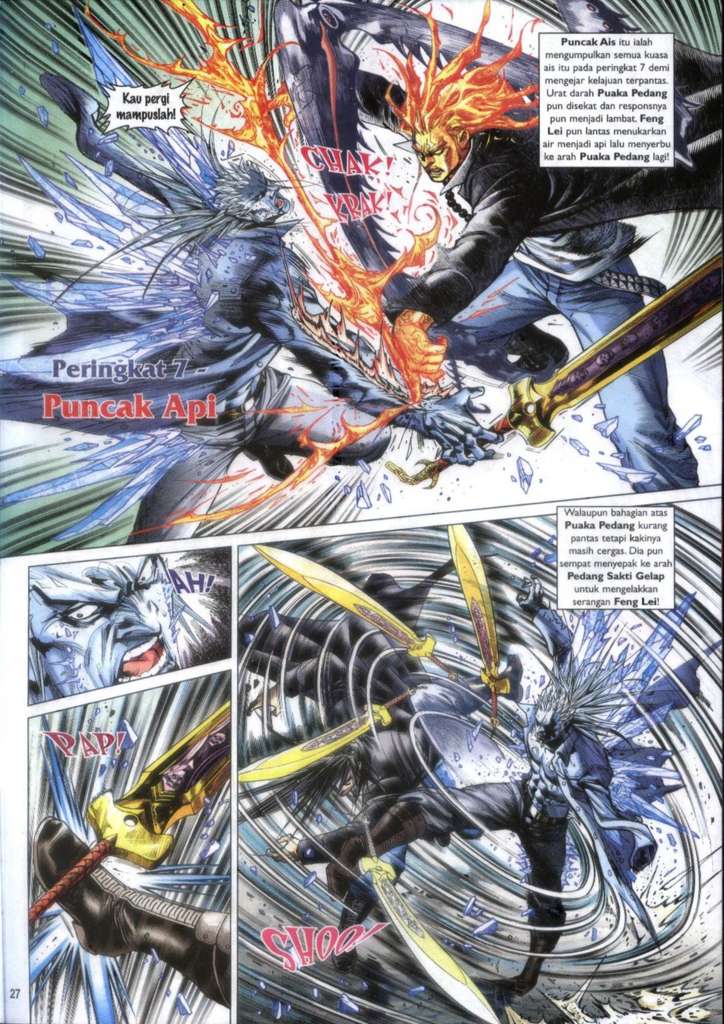 Puncak Ais itu ialah
mengumpulkan semua kuasa
ais itu pada peringkat 7 demi
mengejar kelajuan terpantas.
Urat darah Puaka Pedang
pun disekat dan responsnya
pun menjadi lambat. Feng
Lei pun lantas menukarkan
air menjadi api lalu menyerbu
ke arah Puaka Pedang lagi!
Kau pergi
mampuslah!
CHAK!
KRAK!
Peringkat 7 -
Puncak Api
Walaupun bahagian atas
Puaka Pedang kurang
pantas tetapi kakinya
masih cergas. Dia pun
sempat menyepak ke arah
Pedang Sakti Gelap
untuk mengelakkan
serangan Feng Lei!
AH!
PAP!
SHOO!
27